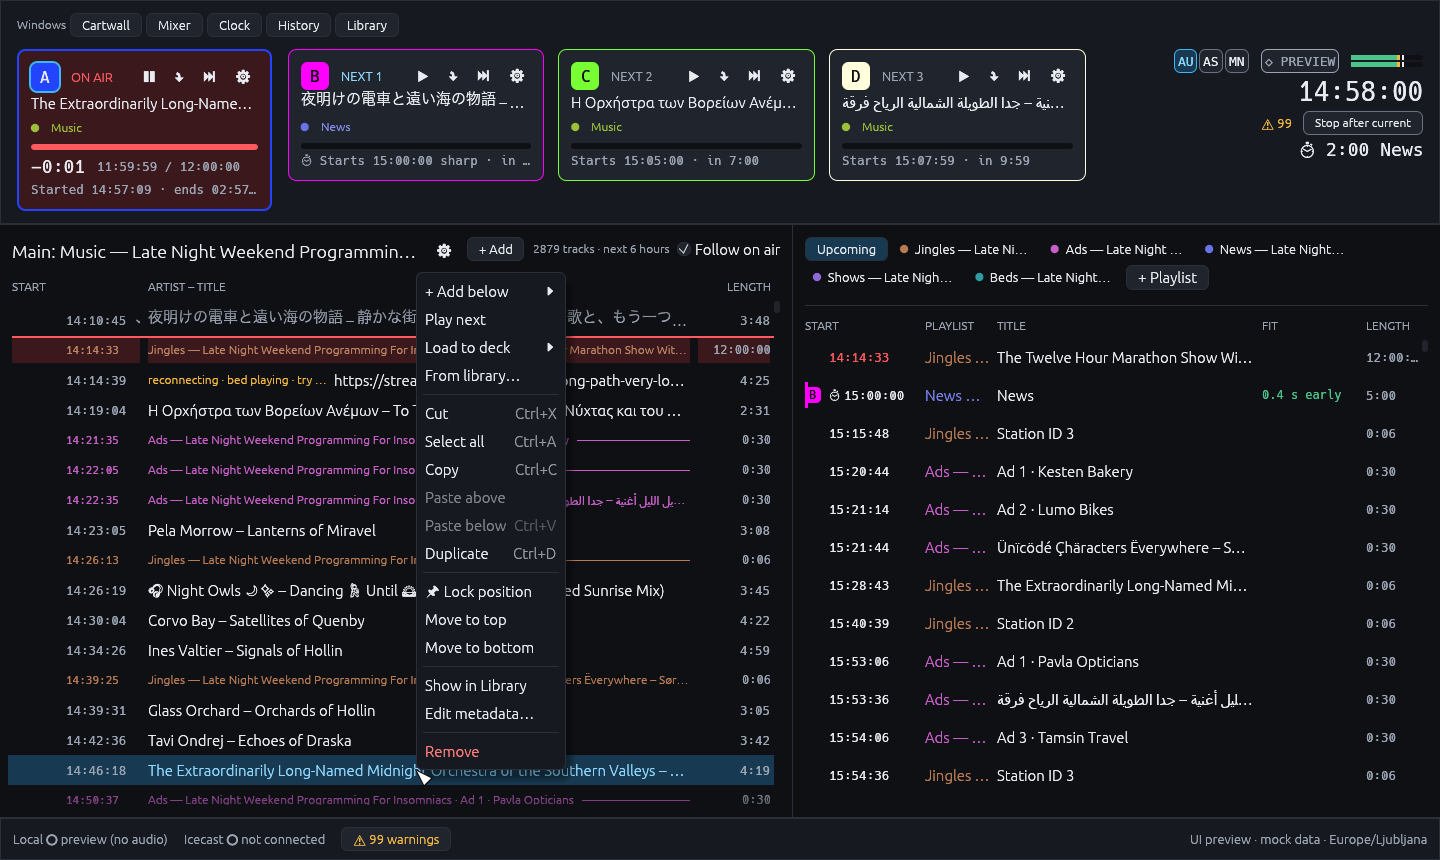 Windows Cartwall Mixer Clock History Library
A ON AIR
The Extraordinarily Long-Name…
Music
−0:01 11:59:59 / 12:00:00
Started 14:57:09 · ends 02:57…
B NEXT 1
夜明けの電車と遠い海の物語 – …
News
Starts 15:00:00 sharp · in …
C NEXT 2
Η Ορχήστρα των Βορείων Ανέμ…
Music
Starts 15:05:00 · in 7:00
D NEXT 3
نية – جدا الطويلة الشمالية الرياح فرقة…
Music
Starts 15:07:59 · in 9:59
AU AS MN ◇ PREVIEW
14:58:00
⚠ 99 Stop after current
2:00 News
Main: Music — Late Night Weekend Programmin… + Add 2879 tracks · next 6 hours ✓ Follow on air
START ARTIST – TITLE LENGTH
14:10:45 、夜明けの電車と遠い海の物語 – 静かな街 歌と、もう一つ… 3:48
14:14:33 Jingles — Late Night Weekend Programming For In Marathon Show Wit… 12:00:00
14:14:39 reconnecting · bed playing · try … https://strea ong-path-very-lo… 4:25
14:19:04 Η Ορχήστρα των Βορείων Ανέμων – Το Τ Νύχτας και του … 2:31
14:21:35 Ads — Late Night Weekend Programming For Inso 0:30
14:22:05 Ads — Late Night Weekend Programming For Inso 0:30
14:22:35 Ads — Late Night Weekend Programming For Inso يل الليل أغنية – جدا الطو… 0:30
14:23:05 Pela Morrow – Lanterns of Miravel 3:08
14:26:13 Jingles — Late Night Weekend Programming For In 0:06
14:26:19 🎧 Night Owls 🌙✨ – Dancing 💃 Until 🌅 ed Sunrise Mix) 3:45
14:30:04 Corvo Bay – Satellites of Quenby 4:22
14:34:26 Ines Valtier – Signals of Hollin 4:59
14:39:25 Jingles — Late Night Weekend Programming For In ers Ëverywhere – Sør… 0:06
14:39:31 Glass Orchard – Orchards of Hollin 3:05
14:42:36 Tavi Ondrej – Echoes of Draska 3:42
14:46:18 The Extraordinarily Long-Named Midnight Orchestra of the Southern Valleys – … 4:19
14:50:37 Ads — Late Night Weekend Programming For Insomniacs · Ad 1 · Pavla Opticians 0:30
+ Add below
Play next
Load to deck
From library…
Cut Ctrl+X
Select all Ctrl+A
Copy Ctrl+C
Paste above
Paste below Ctrl+V
Duplicate Ctrl+D
📌 Lock position
Move to top
Move to bottom
Show in Library
Edit metadata…
Remove
Upcoming Jingles — Late Ni… Ads — Late Night … News — Late Night…
Shows — Late Nigh… Beds — Late Night… + Playlist
START PLAYLIST TITLE FIT LENGTH
14:14:33 Jingles … The Twelve Hour Marathon Show Wi… 12:00:…
B 15:00:00 News … News 0.4 s early 5:00
15:15:48 Jingles … Station ID 3 0:06
15:20:44 Ads — … Ad 1 · Kesten Bakery 0:30
15:21:14 Ads — … Ad 2 · Lumo Bikes 0:30
15:21:44 Ads — … Ünïcödé Çhäracters Ëverywhere – S… 0:30
15:28:43 Jingles … The Extraordinarily Long-Named Mi… 0:06
15:40:39 Jingles … Station ID 2 0:06
15:53:06 Ads — … Ad 1 · Pavla Opticians 0:30
15:53:36 Ads — … لليل أغنية – جدا الطويلة الشمالية الرياح فرقة… 0:30
15:54:06 Ads — … Ad 3 · Tamsin Travel 0:30
15:54:36 Jingles … Station ID 3 0:06
Local preview (no audio) Icecast not connected ⚠ 99 warnings UI preview · mock data · Europe/Ljubljana